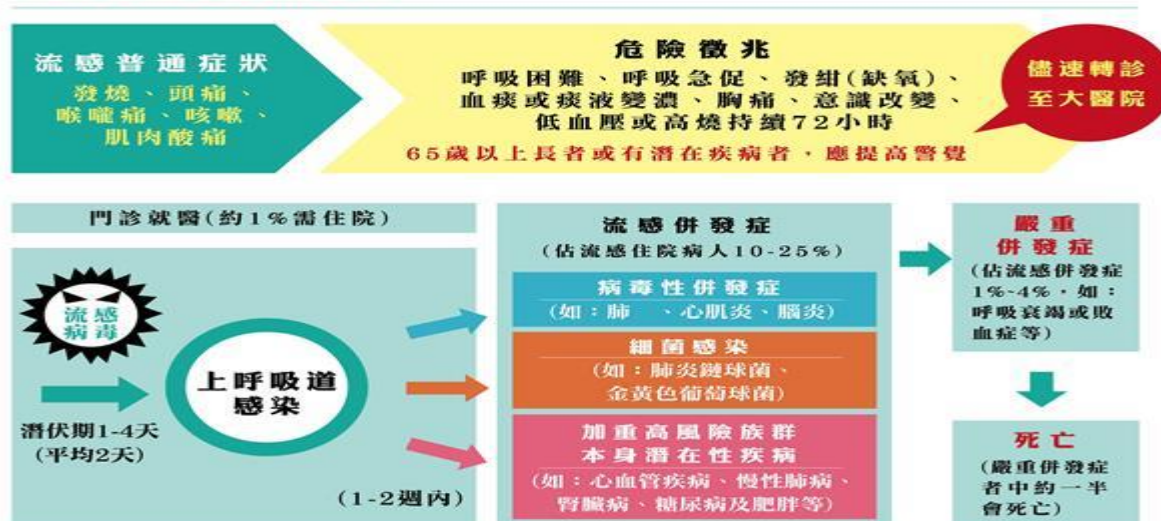 流感普通症狀
發燒、頭痛、
喉嚨痛、咳嗽、
肌肉酸痛
危險徵兆
呼吸困難、呼吸急促、發紺(缺氧)、
血痰或痰液變濃、胸痛、意識改變、
低血壓或高燒持續72小時
65歲以上長者或有潛在疾病者，應提高警覺
儘速轉診
至大醫院
門診就醫(約1%需住院)
流感
病毒
潛伏期1-4天
(平均2天)
上呼吸道
感染
(1-2週內)
流感併發症
(佔流感住院病人10-25%)
病毒性併發症
(如：肺 、心肌炎、腦炎)
細菌感染
(如：肺炎鏈球菌、
金黃色葡萄球菌)
加重高風險族群
本身潛在性疾病
(如：心血管疾病、慢性肺病、
腎臟病、糖尿病及肥胖等)
嚴重
併發症
(佔流感併發症
1%-4%，如：
呼吸衰竭或敗
血症等)
死亡
(嚴重併發症
者中約一半
會死亡)